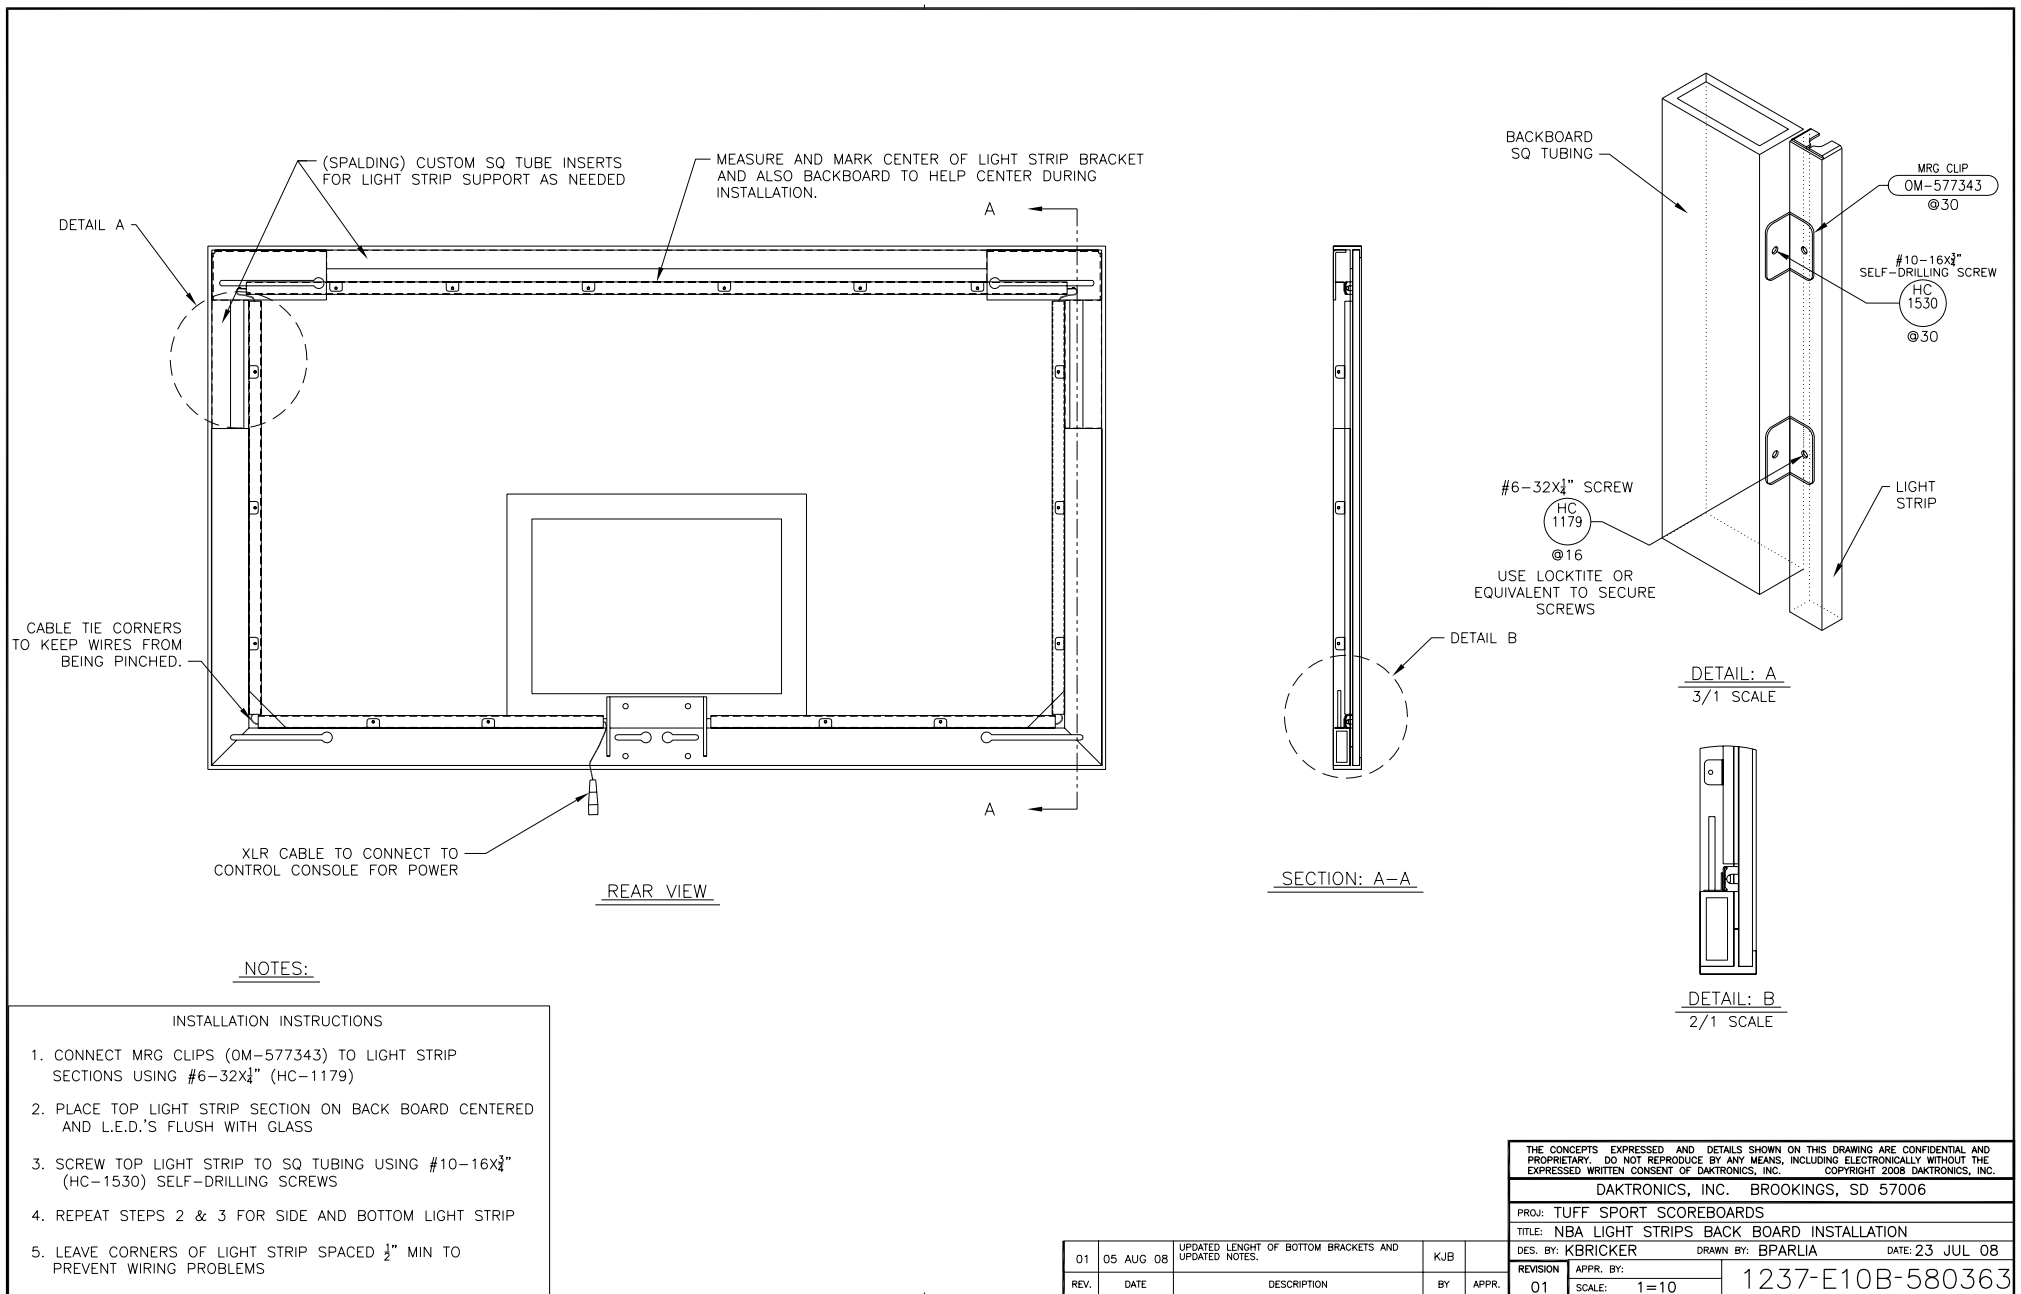 (SPALDING) CUSTOM SQ TUBE INSERTS
FOR LIGHT STRIP SUPPORT AS NEEDED
MEASURE AND MARK CENTER OF LIGHT STRIP BRACKET
AND ALSO BACKBOARD TO HELP CENTER DURING
INSTALLATION.
DETAIL A
A
A
CABLE TIE CORNERS
TO KEEP WIRES FROM
BEING PINCHED.
XLR CABLE TO CONNECT TO
CONTROL CONSOLE FOR POWER
REAR VIEW
DETAIL B
SECTION: A-A
BACKBOARD
SQ TUBING
MRG CLIP
0M-577343
@30
#10-16X3/4"
SELF-DRILLING SCREW
HC
1530
@30
#6-32X1/4" SCREW
HC
1179
@16
USE LOCKTITE OR
EQUIVALENT TO SECURE
SCREWS
LIGHT
STRIP
DETAIL: A
3/1 SCALE
DETAIL: B
2/1 SCALE
NOTES:
INSTALLATION INSTRUCTIONS
1. CONNECT MRG CLIPS (0M-577343) TO LIGHT STRIP
SECTIONS USING #6-32X1/4" (HC-1179)
2. PLACE TOP LIGHT STRIP SECTION ON BACK BOARD CENTERED
AND L.E.D.'S FLUSH WITH GLASS
3. SCREW TOP LIGHT STRIP TO SQ TUBING USING #10-16X3/4"
(HC-1530) SELF-DRILLING SCREWS
4. REPEAT STEPS 2 & 3 FOR SIDE AND BOTTOM LIGHT STRIP
5. LEAVE CORNERS OF LIGHT STRIP SPACED 1/2" MIN TO
PREVENT WIRING PROBLEMS
01 05 AUG 08 UPDATED LENGHT OF BOTTOM BRACKETS AND
UPDATED NOTES. KJB
REV. DATE DESCRIPTION BY APPR.
THE CONCEPTS EXPRESSED AND DETAILS SHOWN ON THIS DRAWING ARE CONFIDENTIAL AND
PROPRIETARY. DO NOT REPRODUCE BY ANY MEANS, INCLUDING ELECTRONICALLY WITHOUT THE
EXPRESSED WRITTEN CONSENT OF DAKTRONICS, INC. COPYRIGHT 2008 DAKTRONICS, INC.
DAKTRONICS, INC. BROOKINGS, SD 57006
PROJ: TUFF SPORT SCOREBOARDS
TITLE: NBA LIGHT STRIPS BACK BOARD INSTALLATION
DES. BY: KBRICKER DRAWN BY: BPARLIA DATE: 23 JUL 08
REVISION
01
APPR. BY:
SCALE: 1=10
1237-E10B-580363